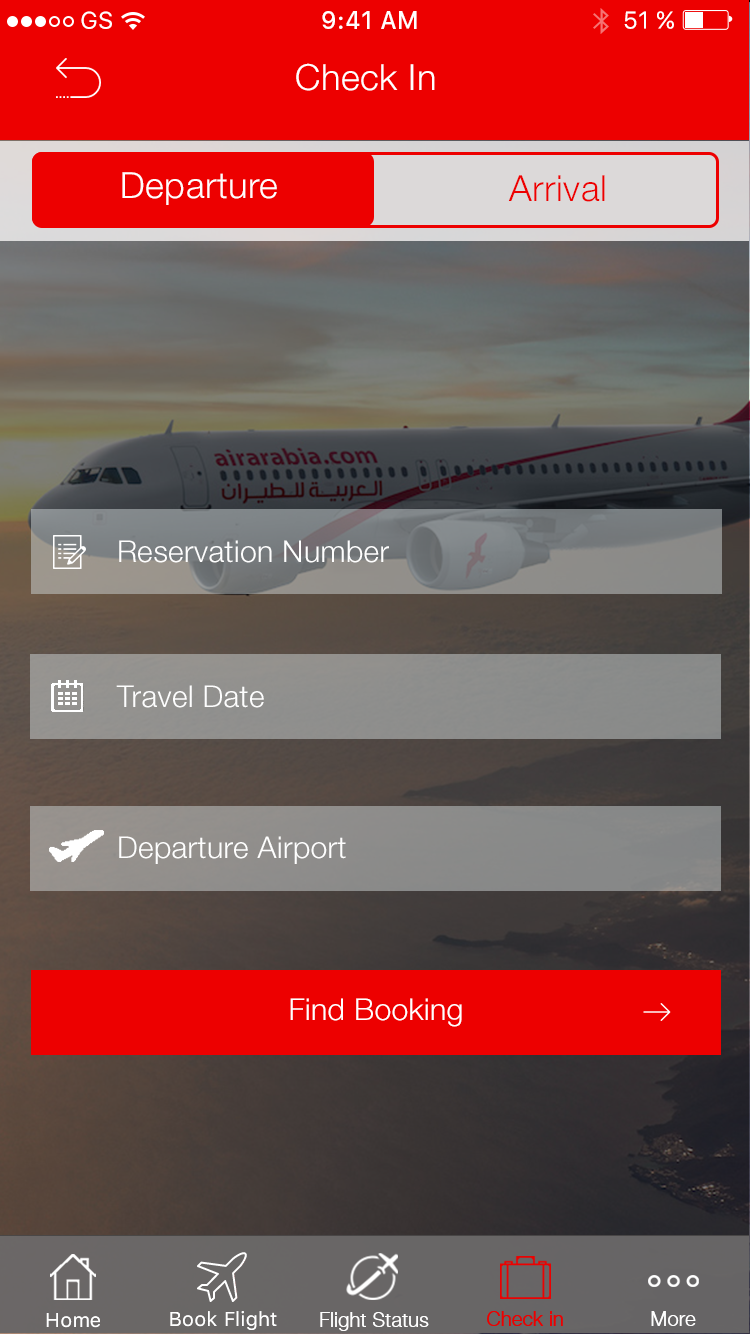 GS 9:41 AM 51 %
Check In
Departure Arrival
airarabia.com
العربية للطيران
Reservation Number
Travel Date
Departure Airport
Find Booking
Home Book Flight Flight Status Check in More